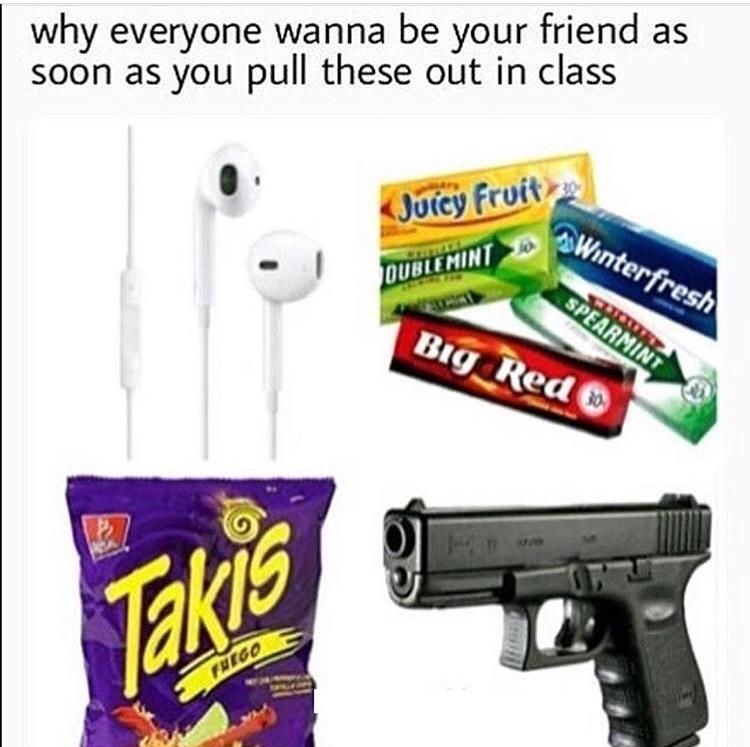 why everyone wanna be your friend as
soon as you pull these out in class
Juicy Fruit
Winterfresh
OUBLEMINT
SPEARMINT
Big Red
Takis
FUEGO